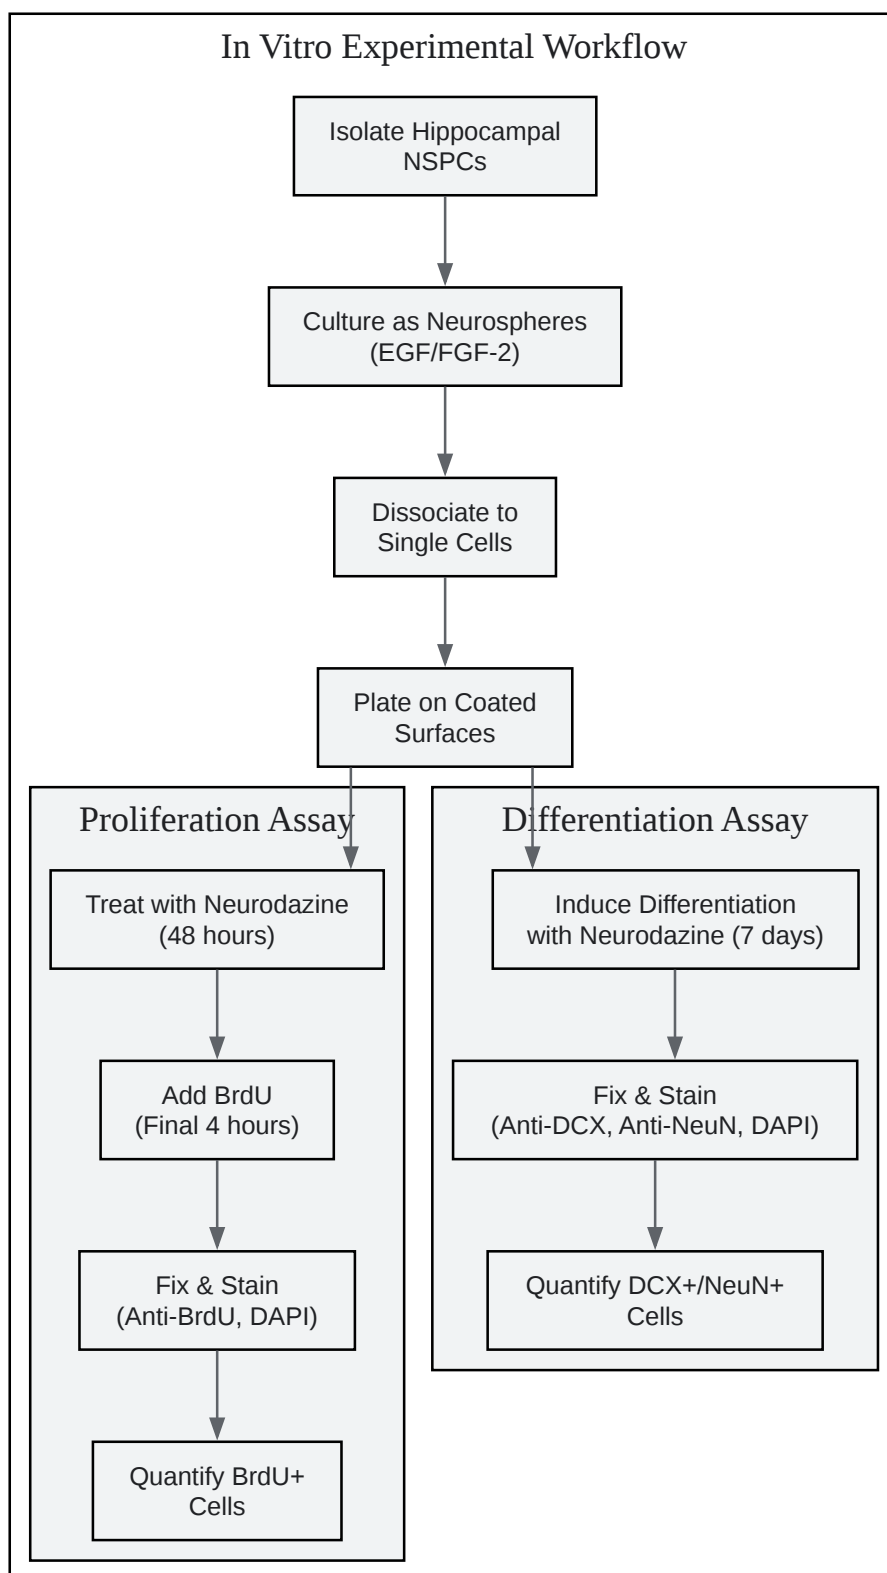 In Vitro Experimental Workflow
Isolate Hippocampal
NSPCs
Culture as Neurospheres
(EGF/FGF-2)
Dissociate to
Single Cells
Plate on Coated
Surfaces
Proliferation Assay
Treat with Neurodazine
(48 hours)
Add BrdU
(Final 4 hours)
Fix & Stain
(Anti-BrdU, DAPI)
Quantify BrdU+
Cells
Differentiation Assay
Induce Differentiation
with Neurodazine (7 days)
Fix & Stain
(Anti-DCX, Anti-NeuN, DAPI)
Quantify DCX+/NeuN+
Cells